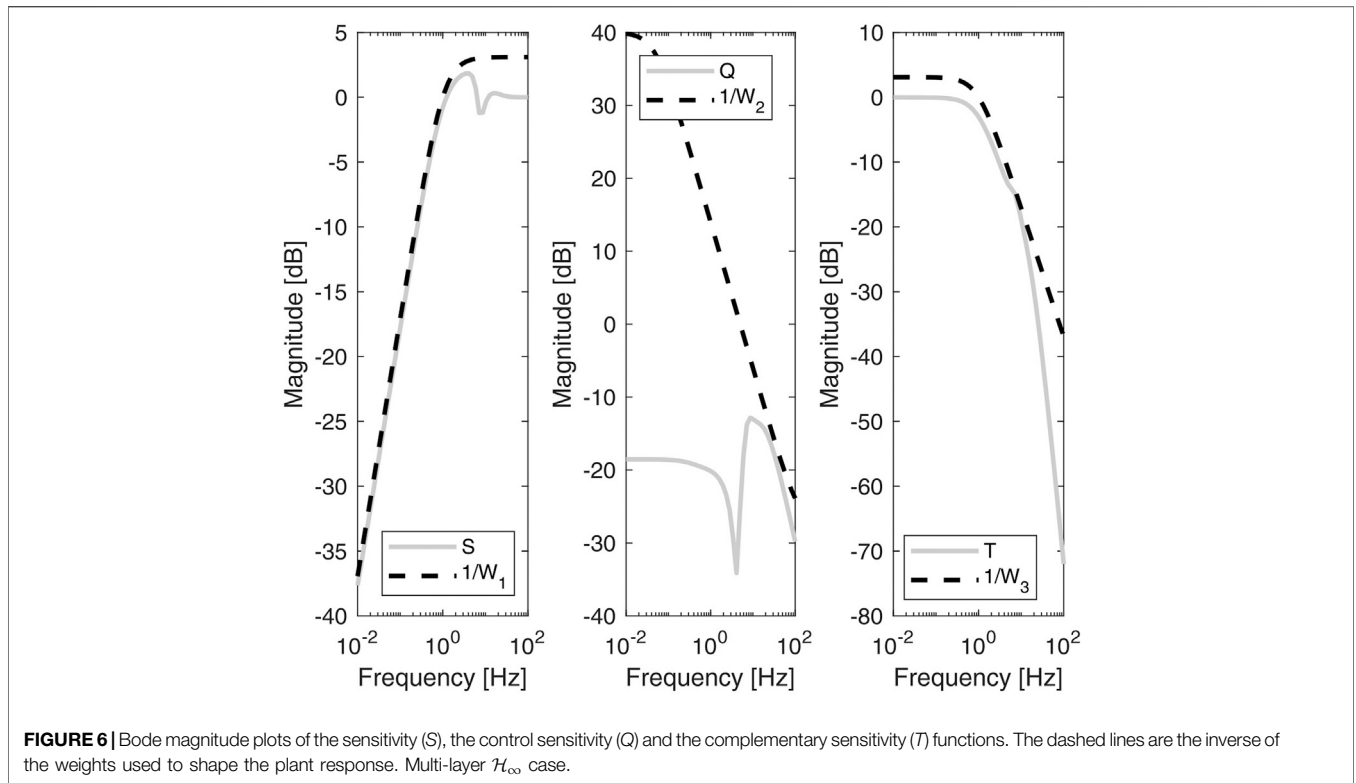 5
0
-5
-10
-15
-20
-25
-30
-35
-40
Magnitude [dB]
10^-2
10^0
10^2
Frequency [Hz]
S
1/W_1
40
30
20
10
0
-10
-20
-30
40
Magnitude [dB]
10^-2
10^0
10^2
Frequency [Hz]
Q
1/W_2
10
0
-10
-20
-30
-40
-50
-60
-70
-80
Magnitude [dB]
10^-2
10^0
10^2
Frequency [Hz]
T
1/W_3
FIGURE 6 | Bode magnitude plots of the sensitivity (S), the control sensitivity (Q) and the complementary sensitivity (T) functions. The dashed lines are the inverse of
the weights used to shape the plant response. Multi-layer ℋ∞ case.